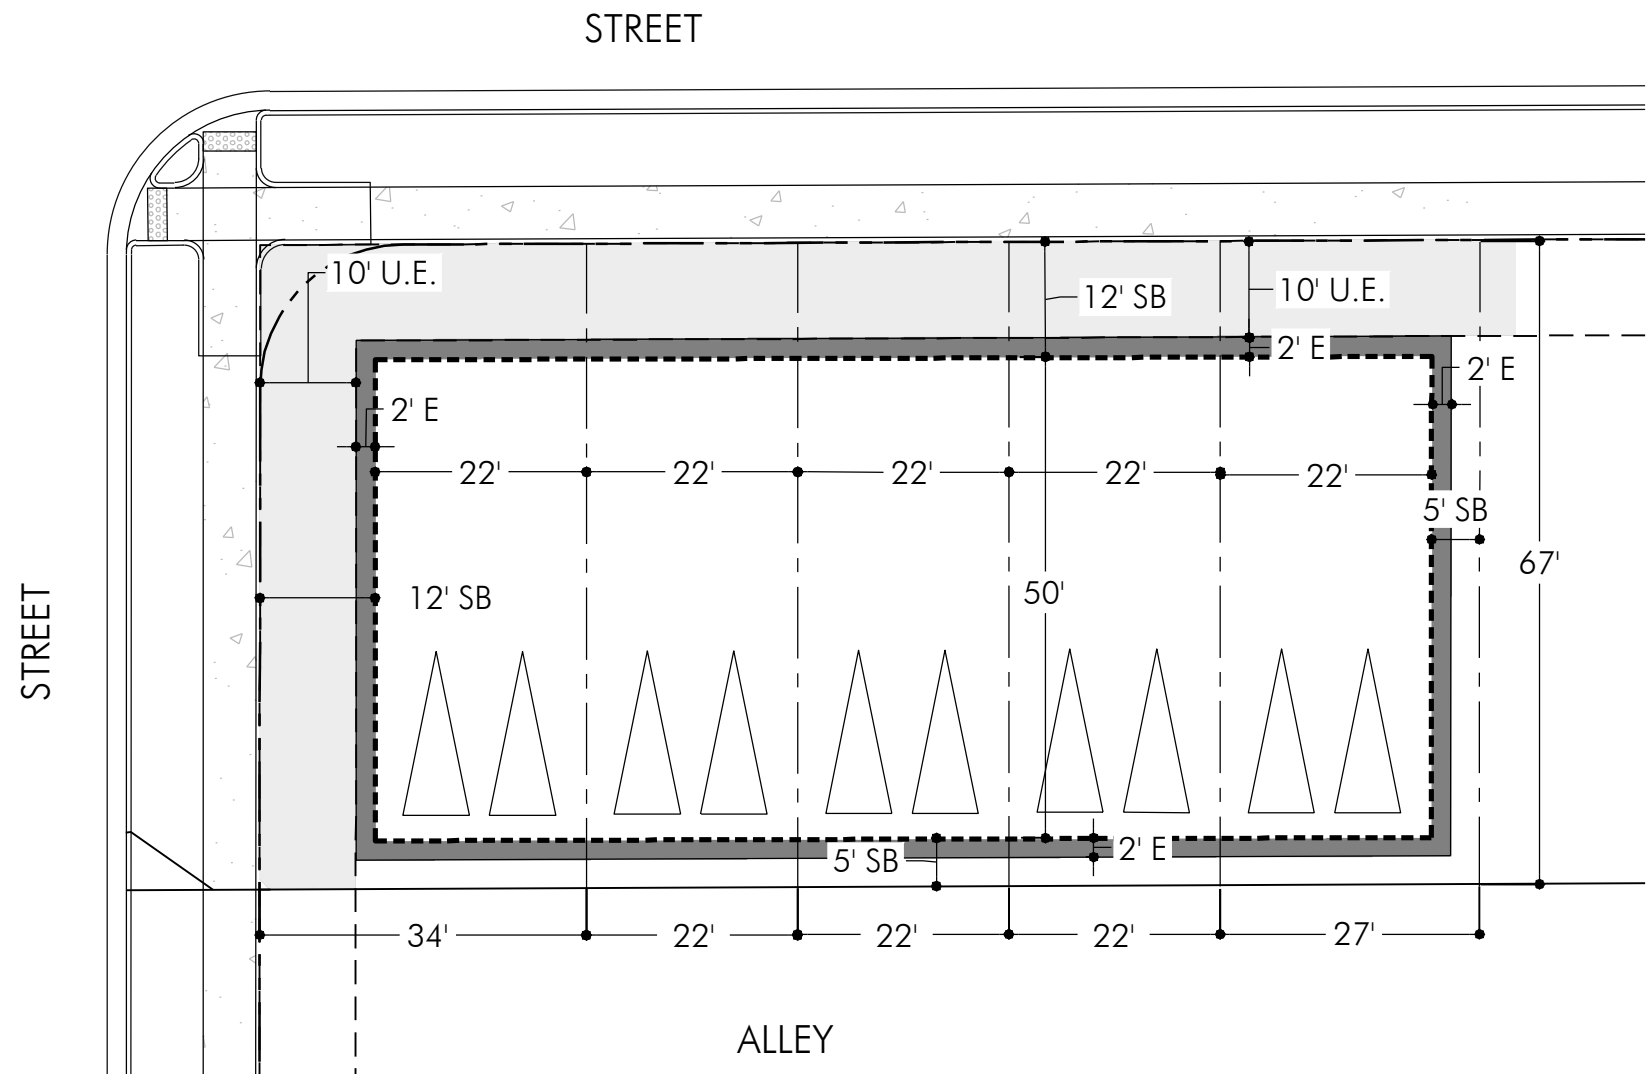 STREET
10' U.E.
12' SB
10' U.E.
2' E
2' E
2' E
22'
22'
22'
22'
22'
5' SB
67'
STREET
12' SB
50'
5' SB
2' E
34'
22'
22'
22'
27'
ALLEY